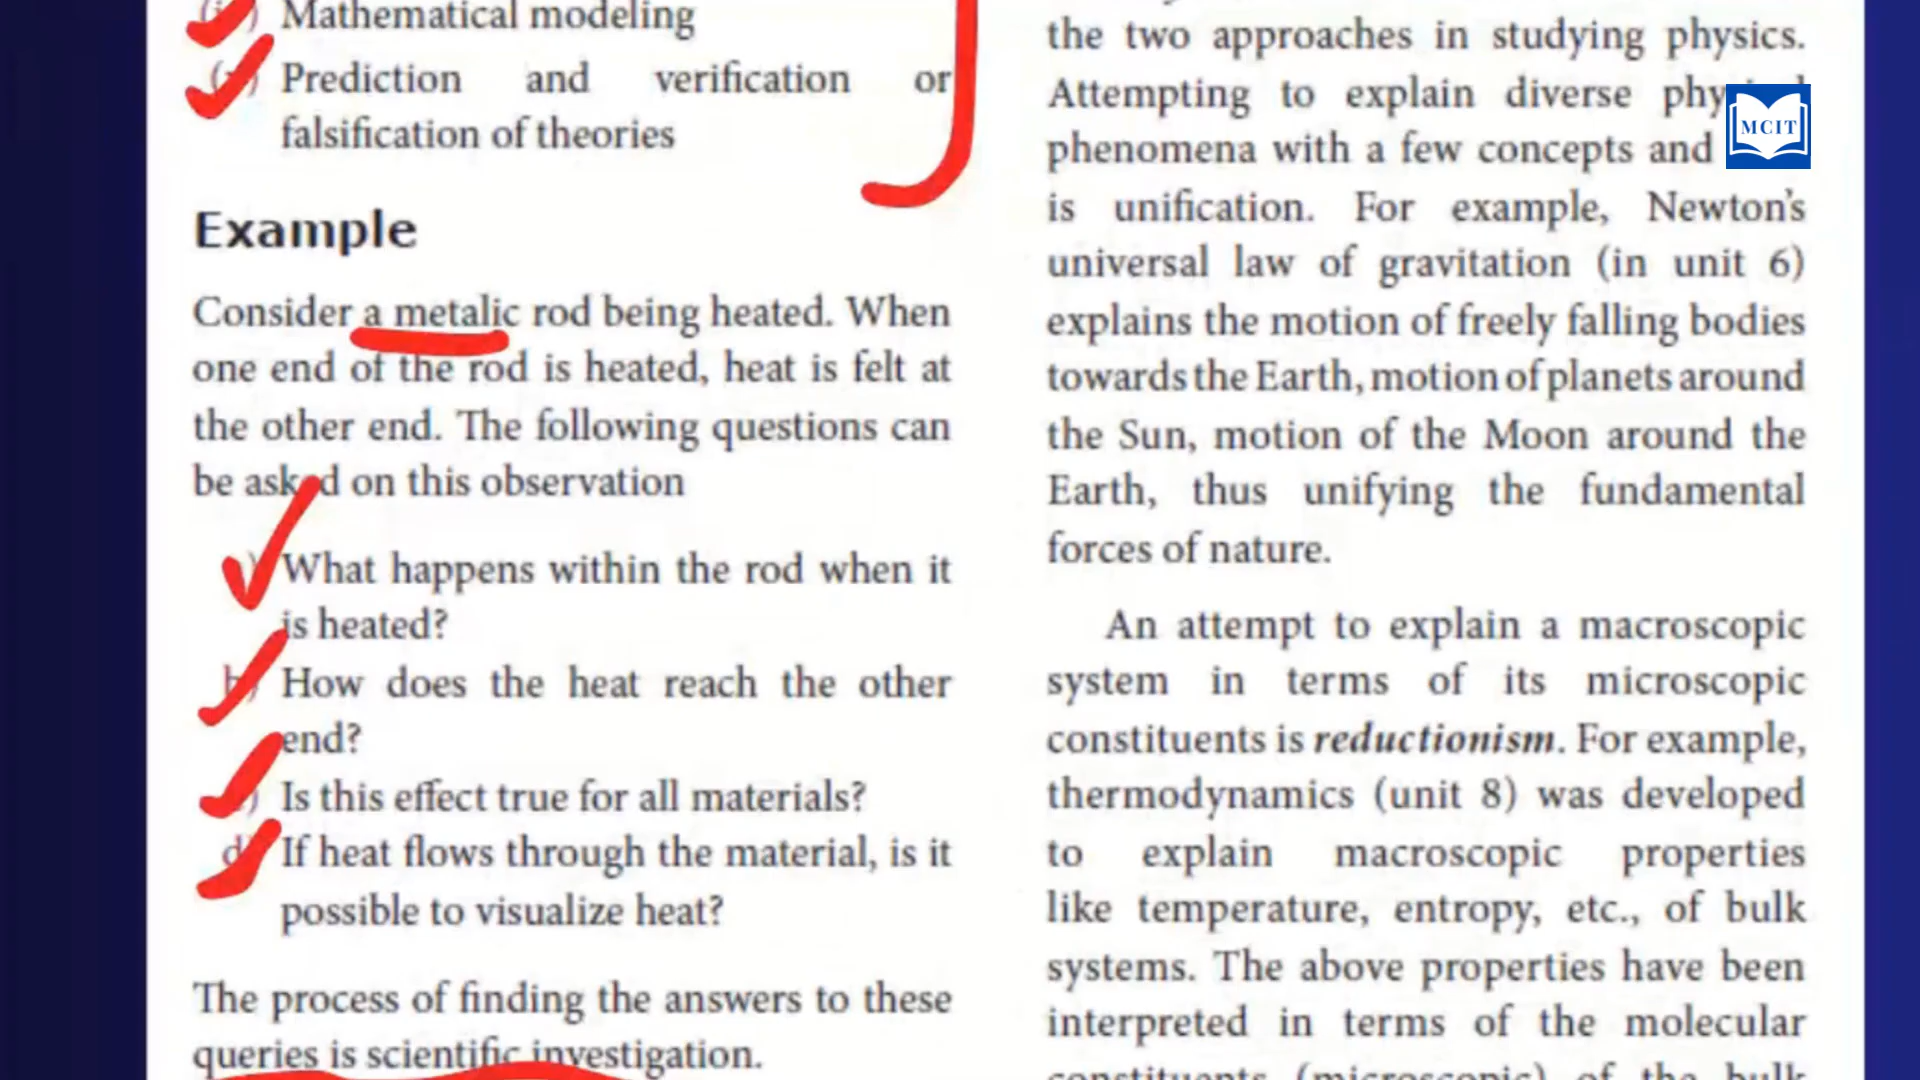 Mathematical modeling
Prediction and verification or
falsification of theories
Example
Consider a metalic rod being heated. When
one end of the rod is heated, heat is felt at
the other end. The following questions can
be asked on this observation
What happens within the rod when it
is heated?
b) How does the heat reach the other
end?
Is this effect true for all materials?
d) If heat flows through the material, is it
possible to visualize heat?
The process of finding the answers to these
queries is scientific investigation.
the two approaches in studying physics.
Attempting to explain diverse
phenomena with a few concepts and
is unification. For example, Newton's
universal law of gravitation (in unit 6)
explains the motion of freely falling bodies
towards the Earth, motion of planets around
the Sun, motion of the Moon around the
Earth, thus unifying the fundamental
forces of nature.
An attempt to explain a macroscopic
system in terms of its microscopic
constituents is reductionism. For example,
thermodynamics (unit 8) was developed
to explain macroscopic properties
like temperature, entropy, etc., of bulk
systems. The above properties have been
interpreted in terms of the molecular
constituents (microscopic) of the bulk
MCIT